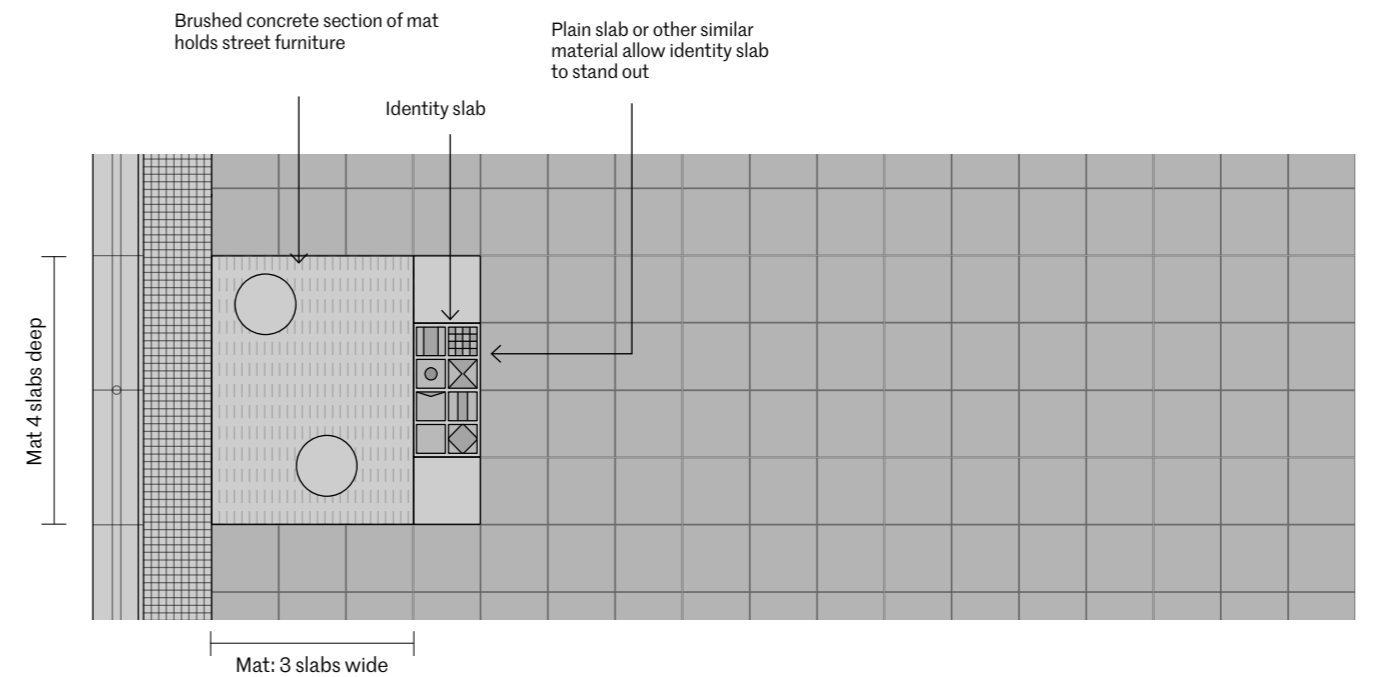 Brushed concrete section of mat
holds street furniture
Plain slab or other similar
material allow identity slab
to stand out
Identity slab
Mat 4 slabs deep
Mat: 3 slabs wide